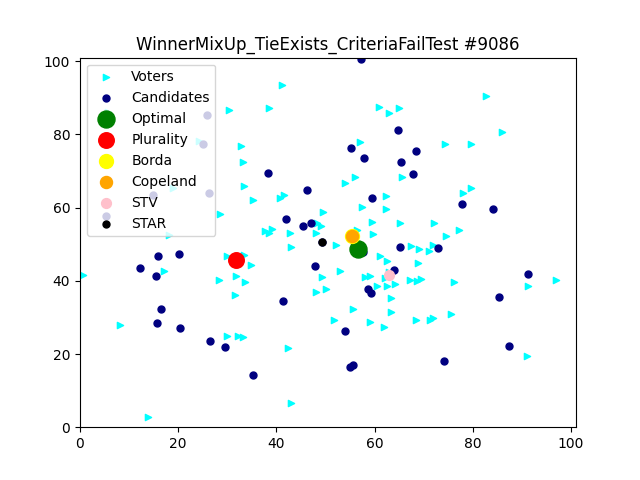 WinnerMixUp_TieExists_CriteriaFailTest #9086
100
80
60
40
20
0
0
20
40
60
80
100
Voters
Candidates
Optimal
Plurality
Borda
Copeland
STV
STAR